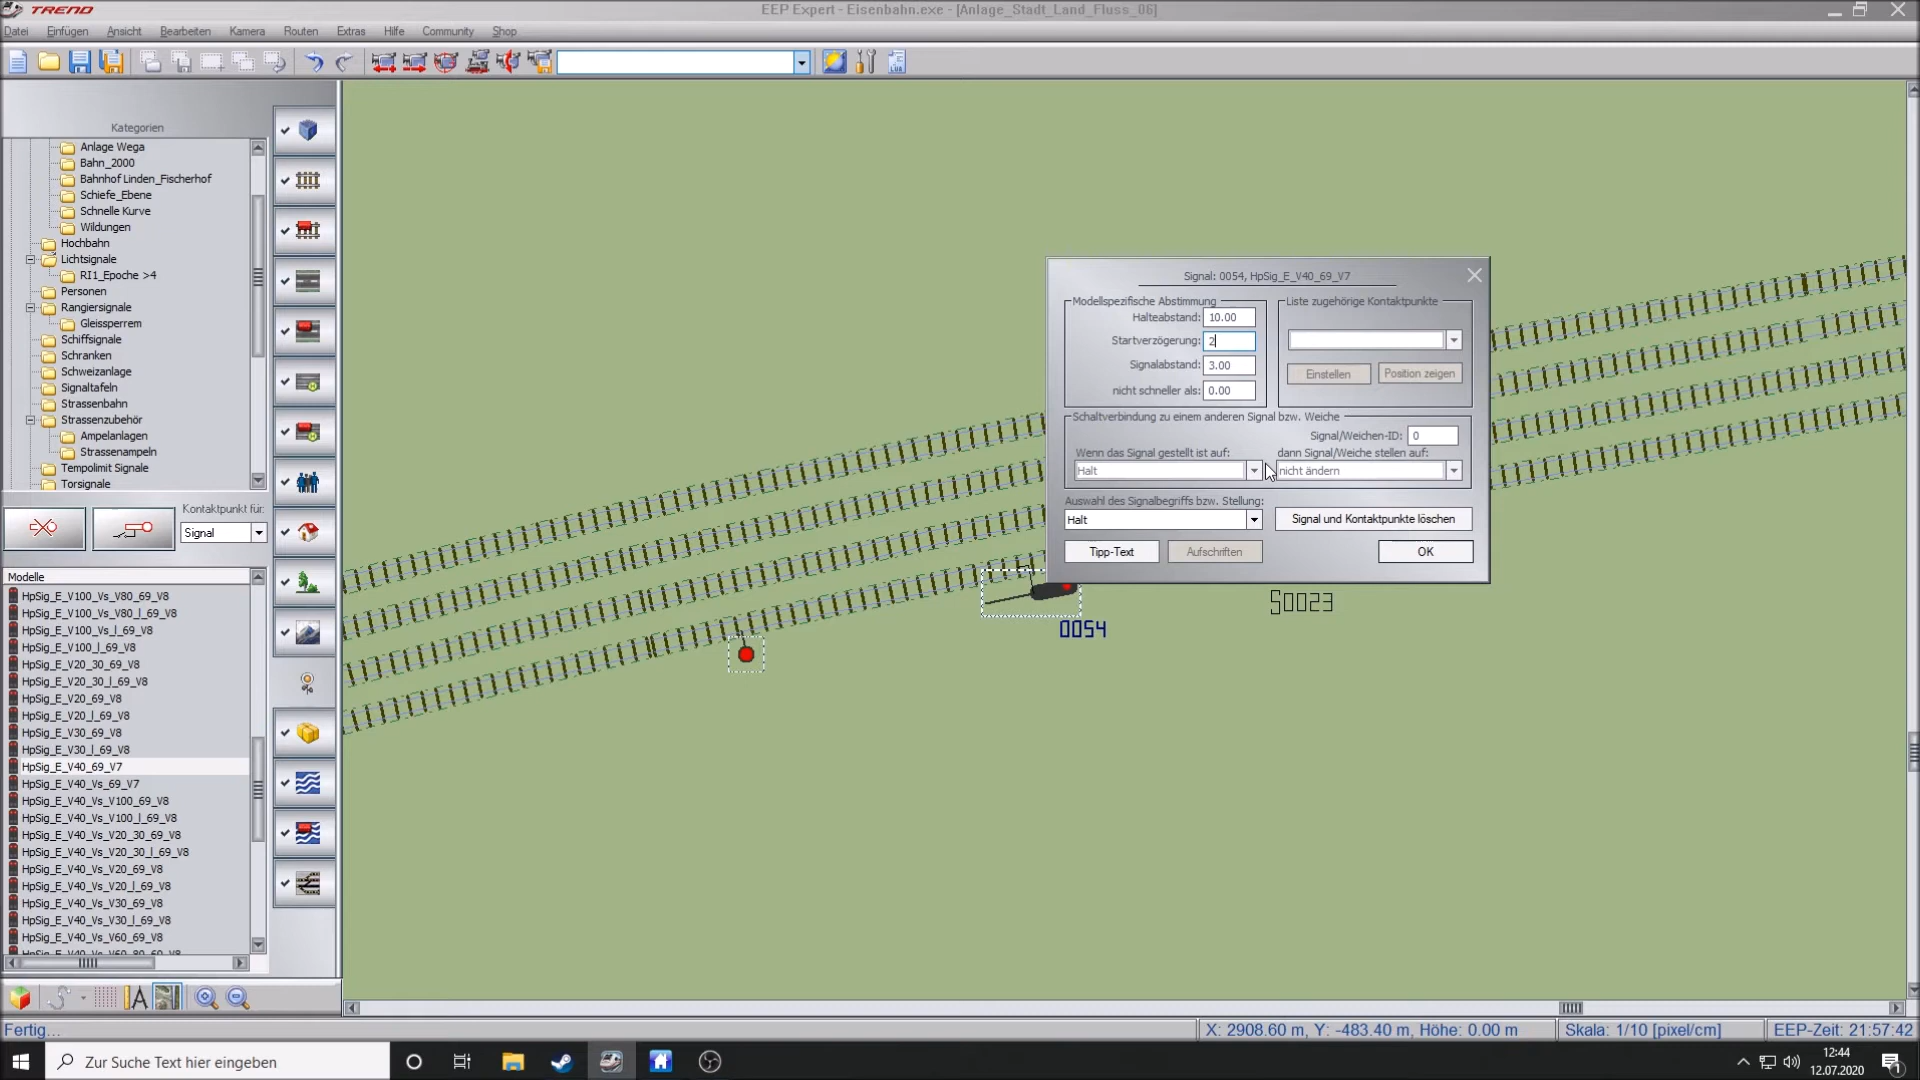 TREND
EEP Expert - Eisenbahn.exe - [Anlage_Stadt_Land_Fluss_06]
Datei Einfügen Ansicht Bearbeiten Kamera Routen Extras Hilfe Community Shop
LUA
Kategorien
Anlage Wega
Bahn_2000
Bahnhof Linden_Fischerhof
Schiefe_Ebene
Schnelle Kurve
Wildungen
Hochbahn
Lichtsignale
RI1_Epoche >4
Personen
Rangiersignale
Gleissperrem
Schiffsignale
Schranken
Schweizanlage
Signaltafeln
Strassenbahn
Strassenzubehör
Ampelanlagen
Strassenampeln
Tempolimit Signale
Torsignale
Kontaktpunkt für:
Signal
Modelle
HpSig_E_V100_Vs_V80_69_V8
HpSig_E_V100_Vs_V80_l_69_V8
HpSig_E_V100_Vs_l_69_V8
HpSig_E_V100_l_69_V8
HpSig_E_V20_30_69_V8
HpSig_E_V20_30_l_69_V8
HpSig_E_V20_69_V8
HpSig_E_V20_l_69_V8
HpSig_E_V30_69_V8
HpSig_E_V30_l_69_V8
HpSig_E_V40_69_V7
HpSig_E_V40_Vs_69_V7
HpSig_E_V40_Vs_V100_69_V8
HpSig_E_V40_Vs_V100_l_69_V8
HpSig_E_V40_Vs_V20_30_69_V8
HpSig_E_V40_Vs_V20_30_l_69_V8
HpSig_E_V40_Vs_V20_69_V8
HpSig_E_V40_Vs_V20_l_69_V8
HpSig_E_V40_Vs_V30_69_V8
HpSig_E_V40_Vs_V30_l_69_V8
HpSig_E_V40_Vs_V60_69_V8
Signal: 0054, HpSig_E_V40_69_V7
Modellspezifische Abstimmung
Halteabstand: 10.00
Startverzögerung: 2
Signalabstand: 3.00
nicht schneller als: 0.00
Liste zugehörige Kontaktpunkte
Einstellen Position zeigen
Schaltverbindung zu einem anderen Signal bzw. Weiche
Signal/Weichen-ID: 0
Wenn das Signal gestellt ist auf: dann Signal/Weiche stellen auf:
Halt nicht ändern
Auswahl des Signalbegriffs bzw. Stellung:
Halt Signal und Kontaktpunkte löschen
Tipp-Text Aufschriften OK
S0023
0054
Fertig... X: 2908.60 m, Y: -483.40 m, Höhe: 0.00 m Skala: 1/10 [pixel/cm] EEP-Zeit: 21:57:42
Zur Suche Text hier eingeben
12:44
12.07.2020
1